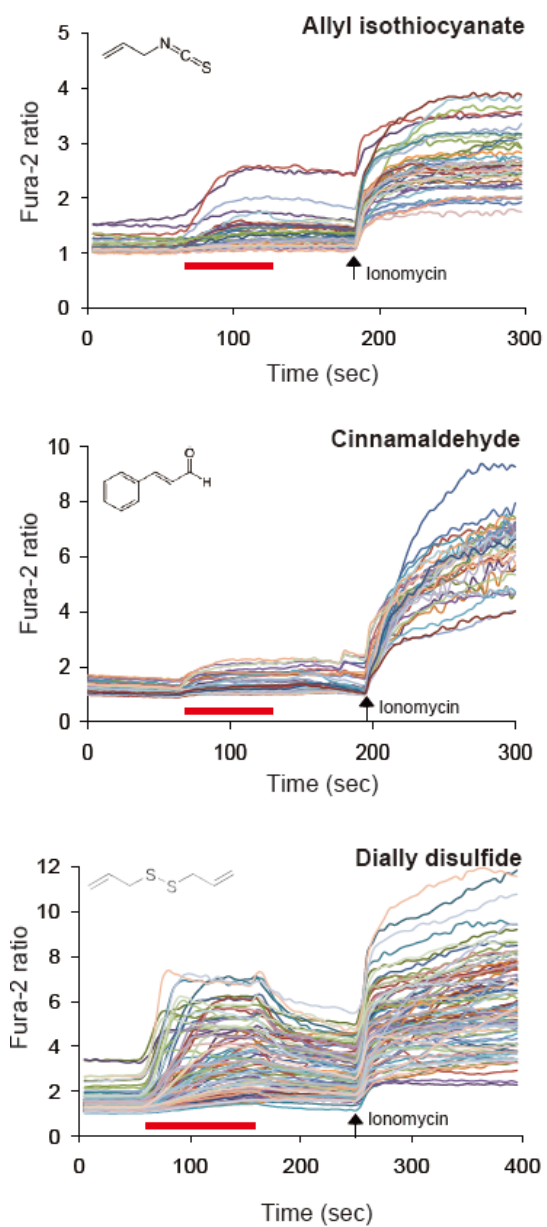 Allyl isothiocyanate
5
4
3
2
1
0
Fura-2 ratio
N
C
S
Ionomycin
0 100 200 300
Time (sec)
Cinnamaldehyde
10
8
6
4
2
0
Fura-2 ratio
O
H
Ionomycin
0 100 200 300
Time (sec)
Dially disulfide
12
10
8
6
4
2
0
Fura-2 ratio
S
S
Ionomycin
0 100 200 300 400
Time (sec)